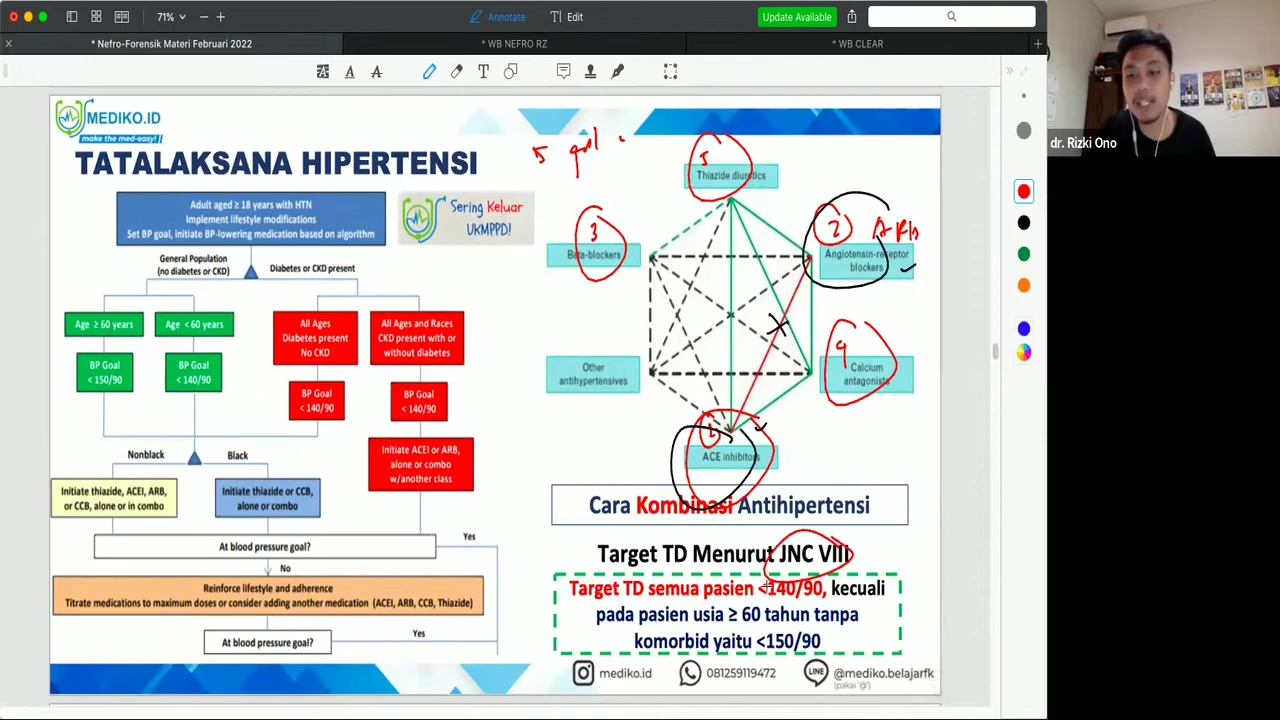 71%
Annotate
Edit
Update Available
* Nefro-Forensik Materi Februari 2022
* WB NEFRO RZ
* WB CLEAR
dr. Rizki Ono
MEDIKO.ID
make the med-easy!
TATALAKSANA HIPERTENSI
Adult aged ≥ 18 years with HTN
Implement lifestyle modifications
Set BP goal, initiate BP-lowering medication based on algorithm
Sering Keluar
UKMPPD!
General Population
(no diabetes or CKD)
Diabetes or CKD present
Age ≥ 60 years
Age < 60 years
All Ages
Diabetes present
No CKD
All Ages and Races
CKD present with or
without diabetes
BP Goal
< 150/90
BP Goal
< 140/90
BP Goal
< 140/90
BP Goal
< 140/90
Nonblack
Black
Initiate thiazide, ACEI, ARB,
or CCB, alone or in combo
Initiate thiazide or CCB,
alone or combo
Initiate ACEI or ARB,
alone or combo
w/another class
At blood pressure goal?
Yes
No
Reinforce lifestyle and adherence
Titrate medications to maximum doses or consider adding another medication (ACEI, ARB, CCB, Thiazide)
At blood pressure goal?
Yes
5 gol
5
Thiazide diuretics
3
Beta-blockers
2
ARB
Angiotensin-receptor
blockers
Other
antihypertensives
4
Calcium
antagonists
1
ACE inhibitors
Cara Kombinasi Antihipertensi
Target TD Menurut JNC VIII
Target TD semua pasien <140/90, kecuali
pada pasien usia ≥ 60 tahun tanpa
komorbid yaitu <150/90
mediko.id
081259119472
LINE
@mediko.belajarfk
(pakai '@')